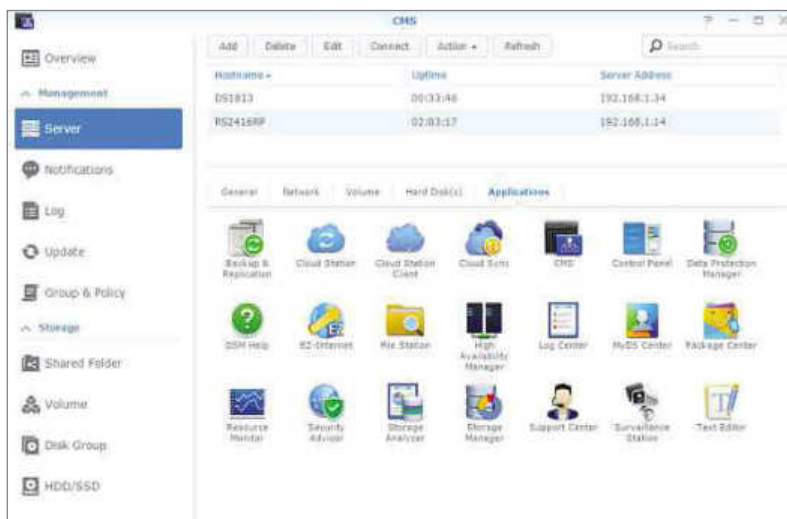 CMS
Add Delete Edit Connect Action Refresh Search
Overview
Hostname Uptime Server Address
Management
DS1813 00:33:46 192.168.1.34
Server
RS2416RP 02:03:17 192.168.1.14
Notifications
General Network Volume Hard Disk(s) Applications
Log
Update
Backup & Replication
Cloud Station
Cloud Station Client
Cloud Sync
CMS
Control Panel
Data Protection Manager
Group & Policy
Storage
DSM Help
EZ-Internet
File Station
High Availability Manager
Log Center
MyDS Center
Package Center
Shared Folder
Volume
Resource Monitor
Security Advisor
Storage Analyzer
Storage Manager
Support Center
Surveillance Station
Text Editor
Disk Group
HDD/SSD